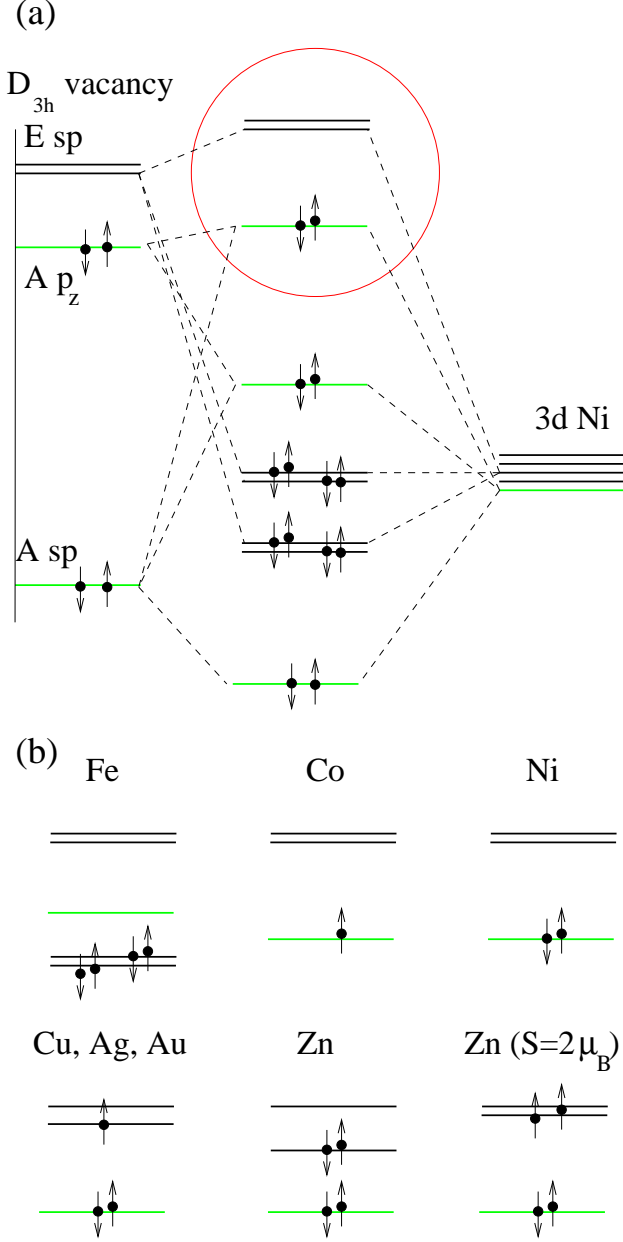 (a)
D3h vacancy
E sp
A pz
3d Ni
A sp
(b)
Fe Co Ni
Cu, Ag, Au Zn Zn (S=2μB)